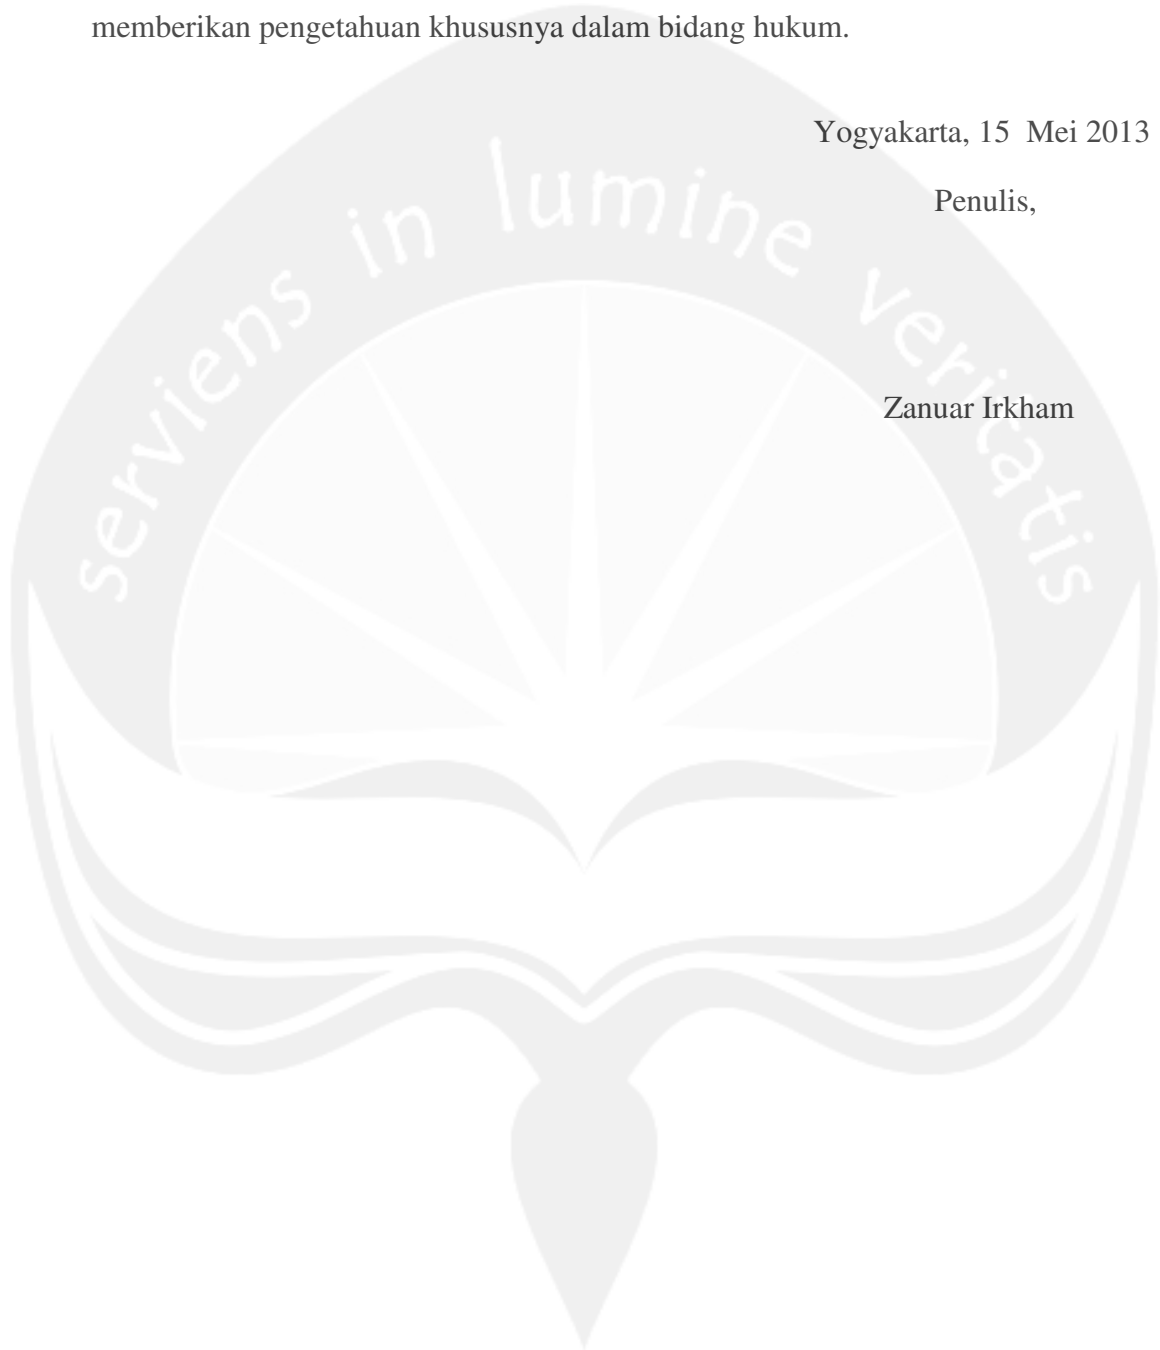 memberikan pengetahuan khususnya dalam bidang hukum.
Yogyakarta, 15 Mei 2013
Penulis,
serviens in lumine veritatis
Zanuar Irkham